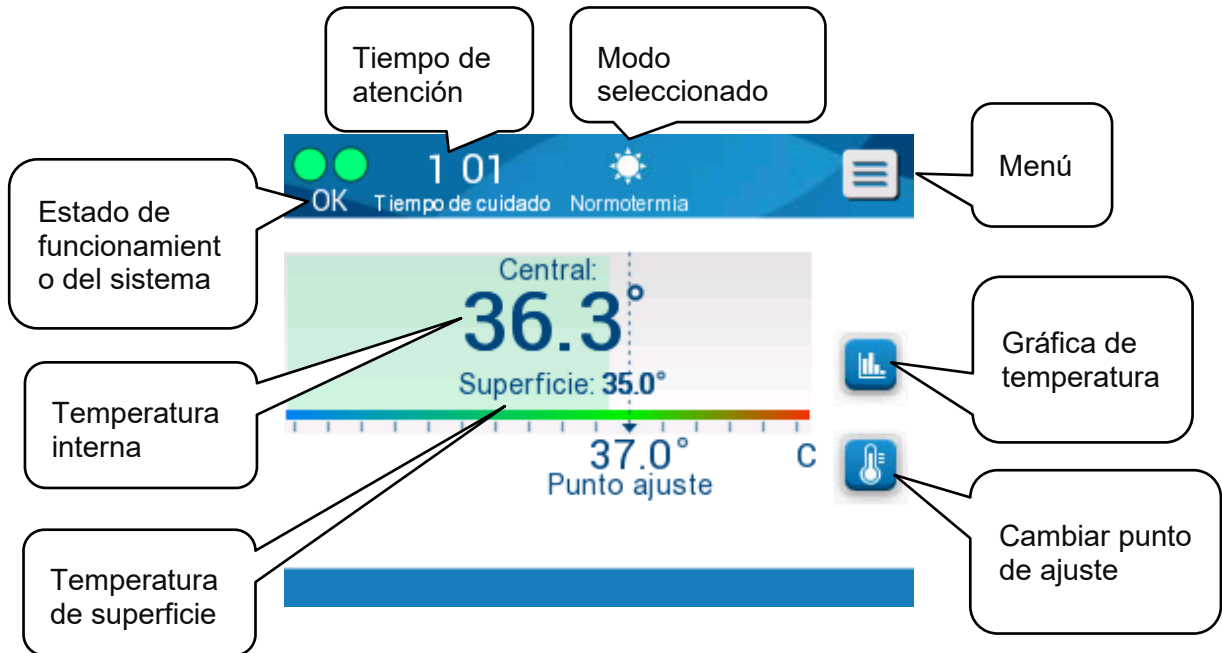 Tiempo de
atención
Modo
seleccionado
Menú
Estado de
funcionamient
o del sistema
1 01
OK
Tiempo de cuidado
Normotermia
Central:
36.3°
Superficie: 35.0°
37.0°
C
Punto ajuste
Temperatura
interna
Gráfica de
temperatura
Temperatura
de superficie
Cambiar punto
de ajuste